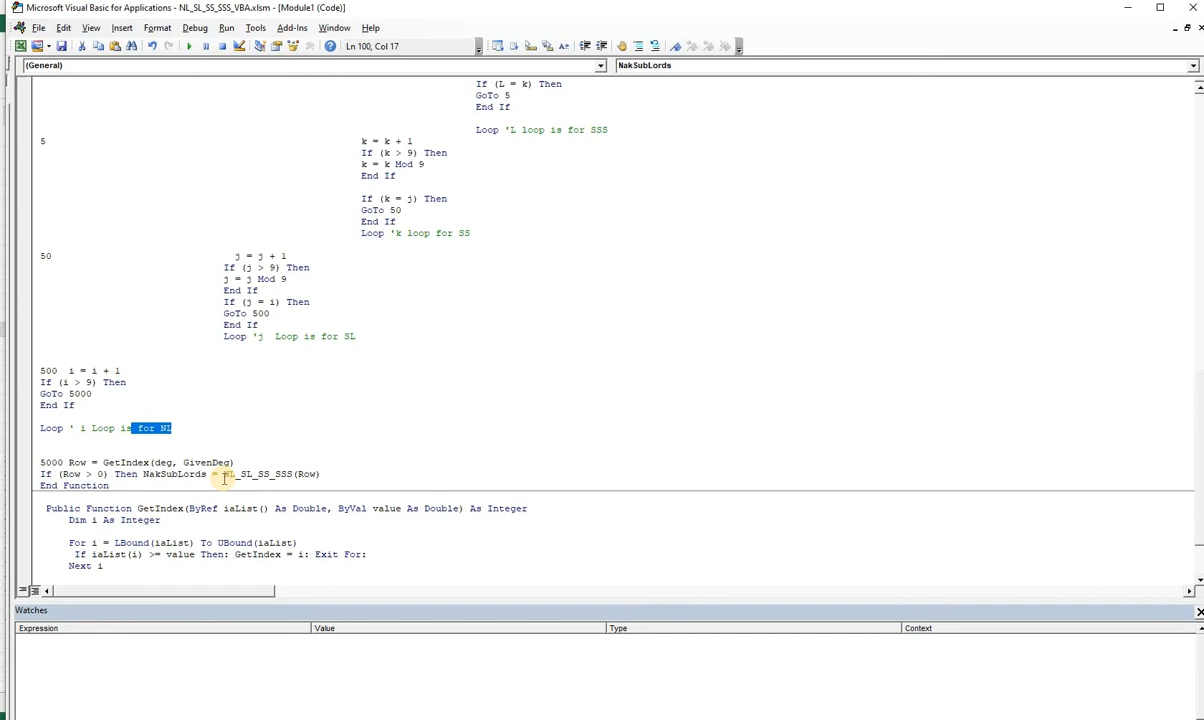 Microsoft Visual Basic for Applications - NL_SL_SS_SSS_VBA.xlsm - [Module1 (Code)]
File Edit View Insert Format Debug Run Tools Add-Ins Window Help
Ln 100, Col 17
(General) NakSubLords
If (L = k) Then
GoTo 5
End If
Loop 'L loop is for SSS
5 k = k + 1
If (k > 9) Then
k = k Mod 9
End If
If (k = j) Then
GoTo 50
End If
Loop 'k loop for SS
50 j = j + 1
If (j > 9) Then
j = j Mod 9
End If
If (j = i) Then
GoTo 500
End If
Loop 'j  Loop is for SL
500  i = i + 1
If (i > 9) Then
GoTo 5000
End If
Loop ' i Loop is for NL
5000 Row = GetIndex(deg, GivenDeg)
If (Row > 0) Then NakSubLords = NL_SL_SS_SSS(Row)
End Function
Public Function GetIndex(ByRef iaList() As Double, ByVal value As Double) As Integer
Dim i As Integer
For i = LBound(iaList) To UBound(iaList)
If iaList(i) >= value Then: GetIndex = i: Exit For:
Next i
Watches
Expression Value Type Context